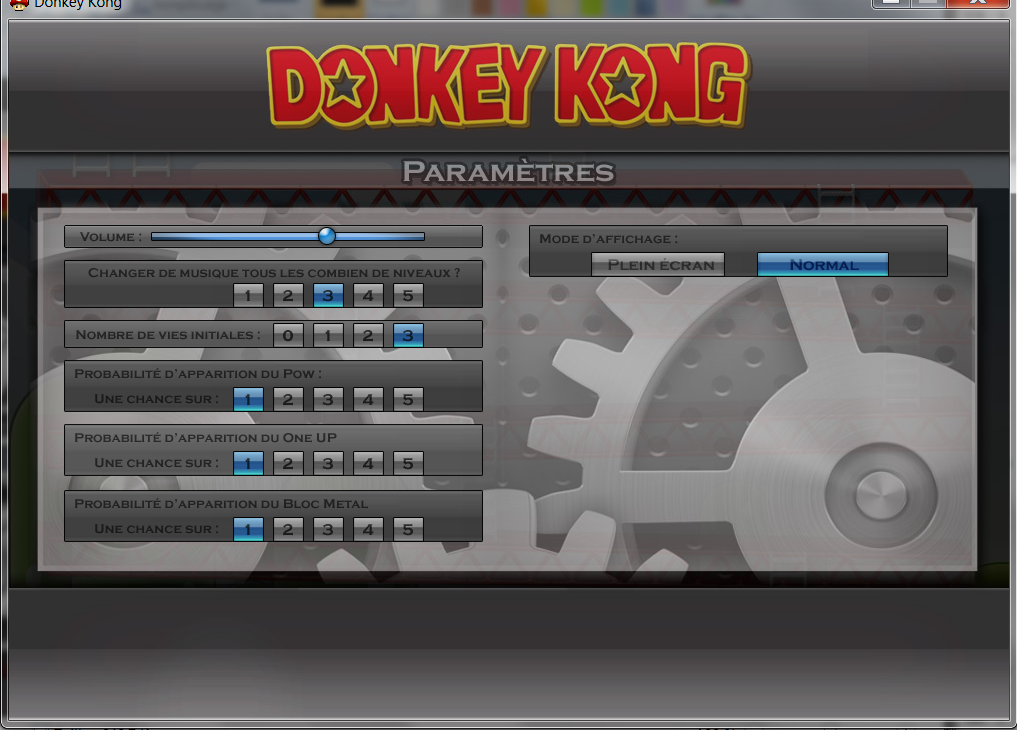 Donkey Kong
DONKEY KONG
PARAMÈTRES
VOLUME :
CHANGER DE MUSIQUE TOUS LES COMBIEN DE NIVEAUX ?
1 2 3 4 5
NOMBRE DE VIES INITIALES : 0 1 2 3
PROBABILITÉ D'APPARITION DU POW :
UNE CHANCE SUR : 1 2 3 4 5
PROBABILITÉ D'APPARITION DU ONE UP
UNE CHANCE SUR : 1 2 3 4 5
PROBABILITÉ D'APPARITION DU BLOC METAL
UNE CHANCE SUR : 1 2 3 4 5
MODE D'AFFICHAGE :
PLEIN ÉCRAN NORMAL